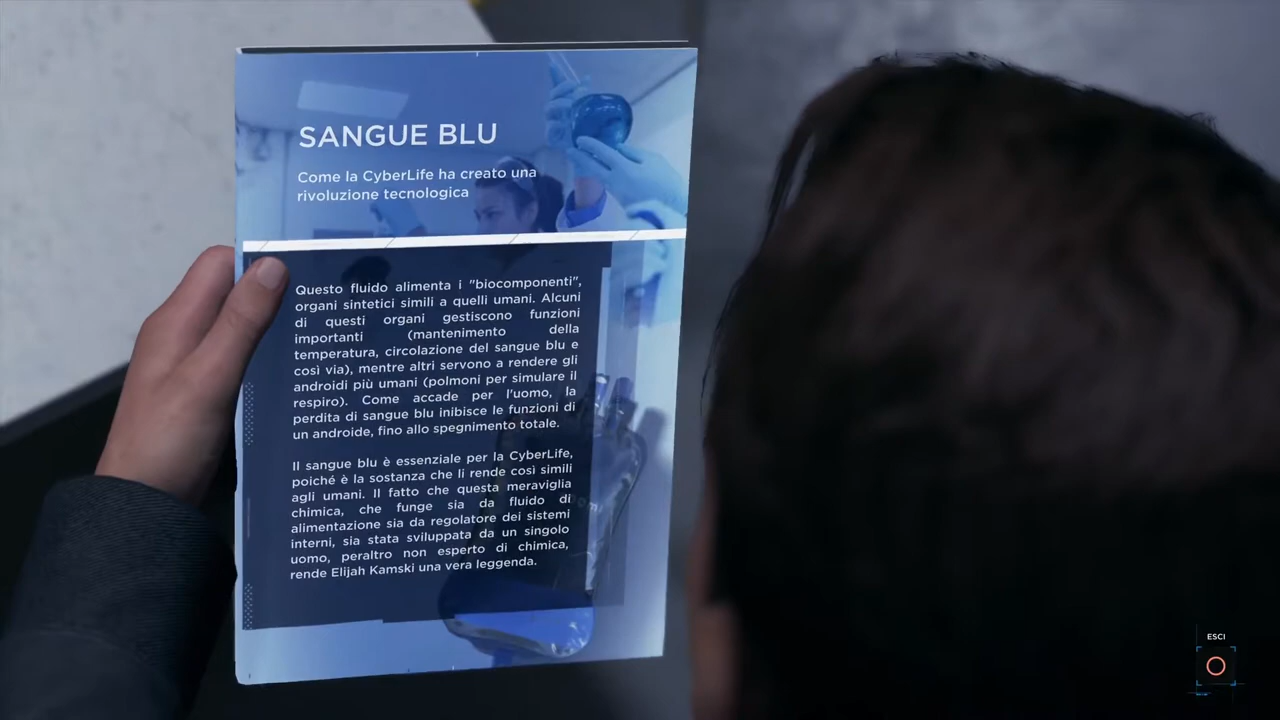 SANGUE BLU
Come la CyberLife ha creato una
rivoluzione tecnologica
Questo fluido alimenta i "biocomponenti",
organi sintetici simili a quelli umani. Alcuni
di questi organi gestiscono funzioni
importanti (mantenimento della
temperatura, circolazione del sangue blu e
così via), mentre altri servono a rendere gli
androidi più umani (polmoni per simulare il
respiro). Come accade per l'uomo, la
perdita di sangue blu inibisce le funzioni di
un androide, fino allo spegnimento totale.
Il sangue blu è essenziale per la CyberLife,
poiché è la sostanza che li rende così simili
agli umani. Il fatto che questa meraviglia
chimica, che funge sia da fluido di
alimentazione sia da regolatore dei sistemi
interni, sia stata sviluppata da un singolo
uomo, peraltro non esperto di chimica,
rende Elijah Kamski una vera leggenda.
ESCI